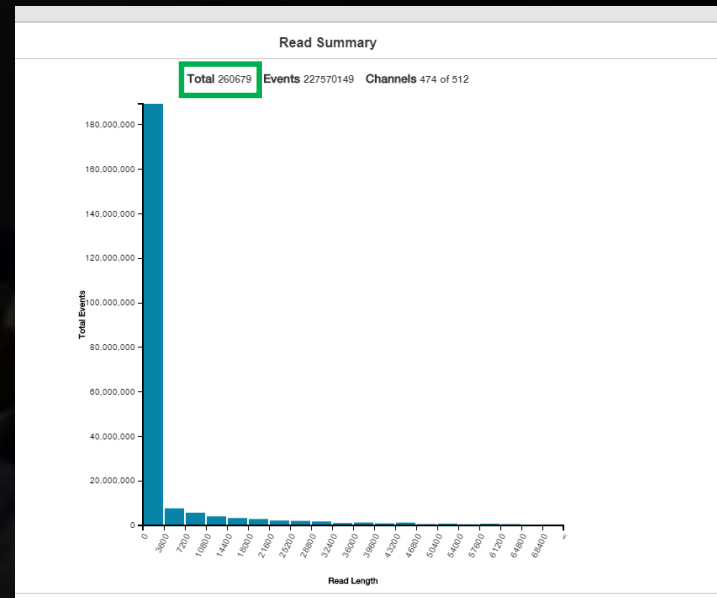 Read Summary
Total 260679 Events 227570149 Channels 474 of 512
180,000,000
160,000,000
140,000,000
120,000,000
100,000,000
80,000,000
60,000,000
40,000,000
20,000,000
0
Total Events
0 3600 7200 10800 14400 18000 21600 25200 28800 32400 36000 39600 43200 46800 50400 54000 57600 61200 64800 68400 ∞
Read Length